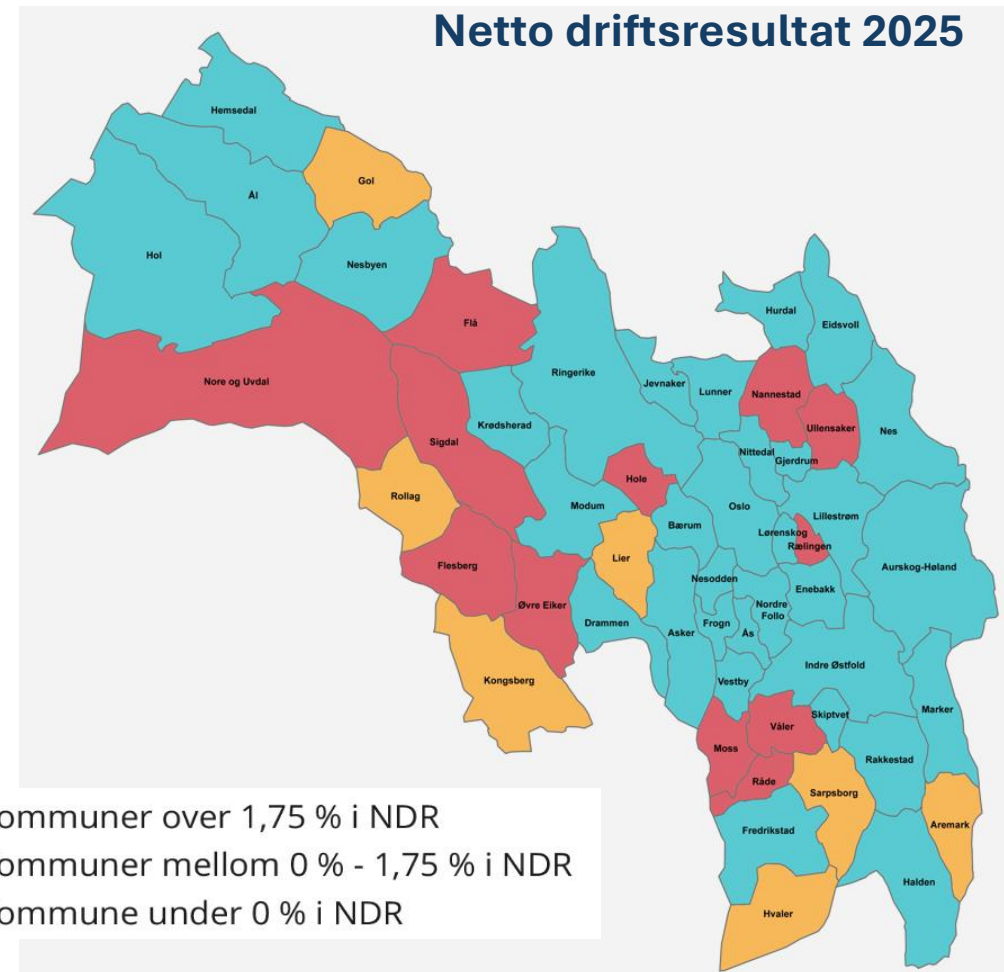 Netto driftsresultat 2025
Hemsedal
Gol
Ål
Hol
Nesbyen
Flå
Hurdal
Eidsvoll
Nore og Uvdal
Ringerike
Jevnaker
Lunner
Nannestad
Krødsherad
Ullensaker
Nes
Sigdal
Nittedal
Gjerdrum
Hole
Rollag
Modum
Oslo
Lillestrøm
Bærum
Lørenskog
Rælingen
Lier
Flesberg
Aurskog-Høland
Nesodden
Enebakk
Øvre Eiker
Nordre
Follo
Drammen
Frogn
Asker
Ås
Indre Østfold
Kongsberg
Vestby
Marker
Skiptvet
Våler
Moss
Rakkestad
Råde
Sarpsborg
Aremark
Fredrikstad
Halden
Hvaler
ommuner over 1,75 % i NDR
ommuner mellom 0 % - 1,75 % i NDR
ommune under 0 % i NDR